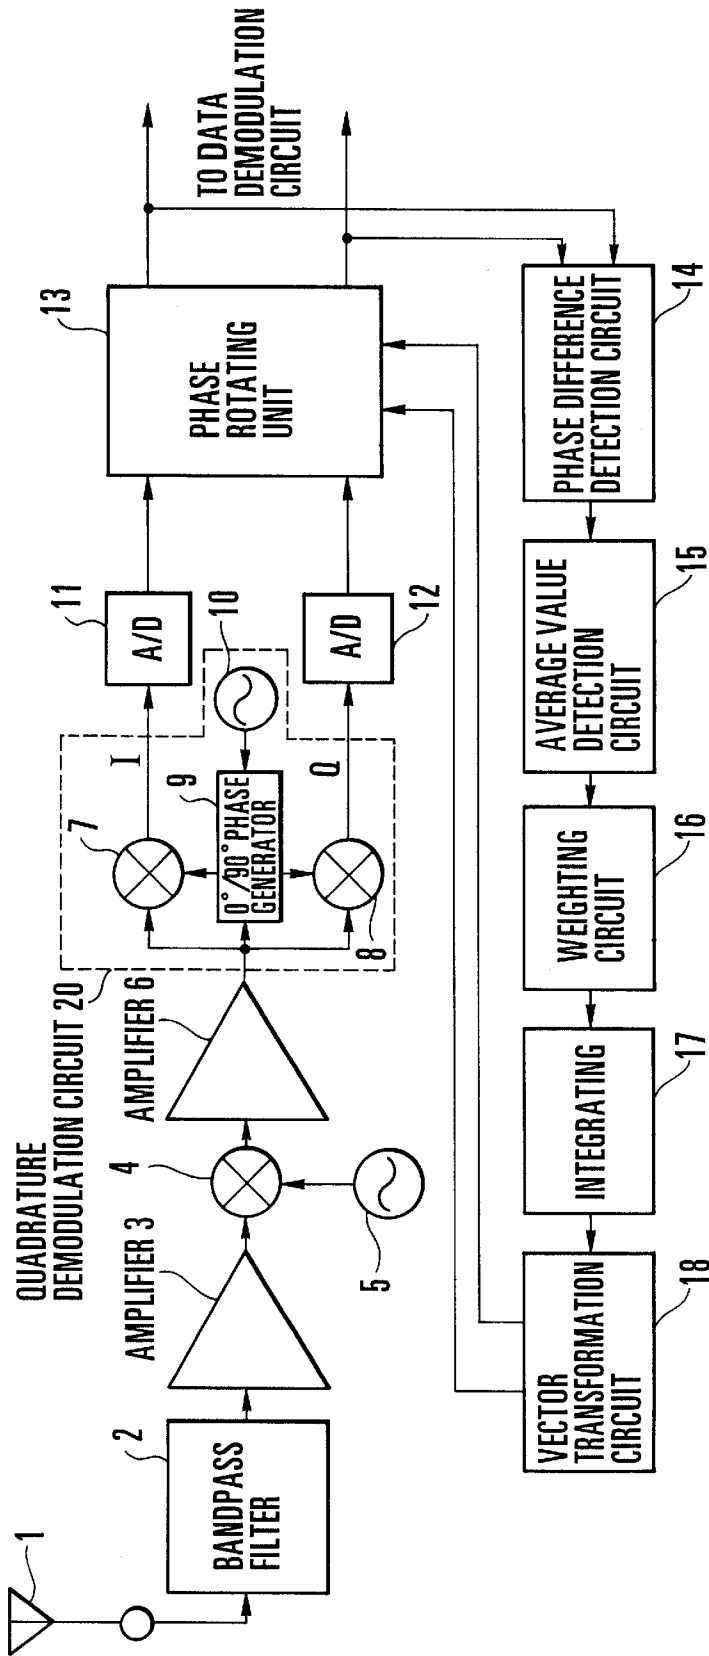 1
2
BANDPASS
FILTER
AMPLIFIER 3
4
5
AMPLIFIER 6
QUADRATURE
DEMODULATION CIRCUIT 20
7
I
8
Q
9
0°/90° PHASE
GENERATOR
10
11
A/D
12
A/D
13
PHASE
ROTATING
UNIT
TO DATA
DEMODULATION
CIRCUIT
VECTOR
TRANSFORMATION
CIRCUIT
18
INTEGRATING
17
WEIGHTING
CIRCUIT
16
AVERAGE VALUE
DETECTION
CIRCUIT
15
PHASE DIFFERENCE
DETECTION CIRCUIT
14